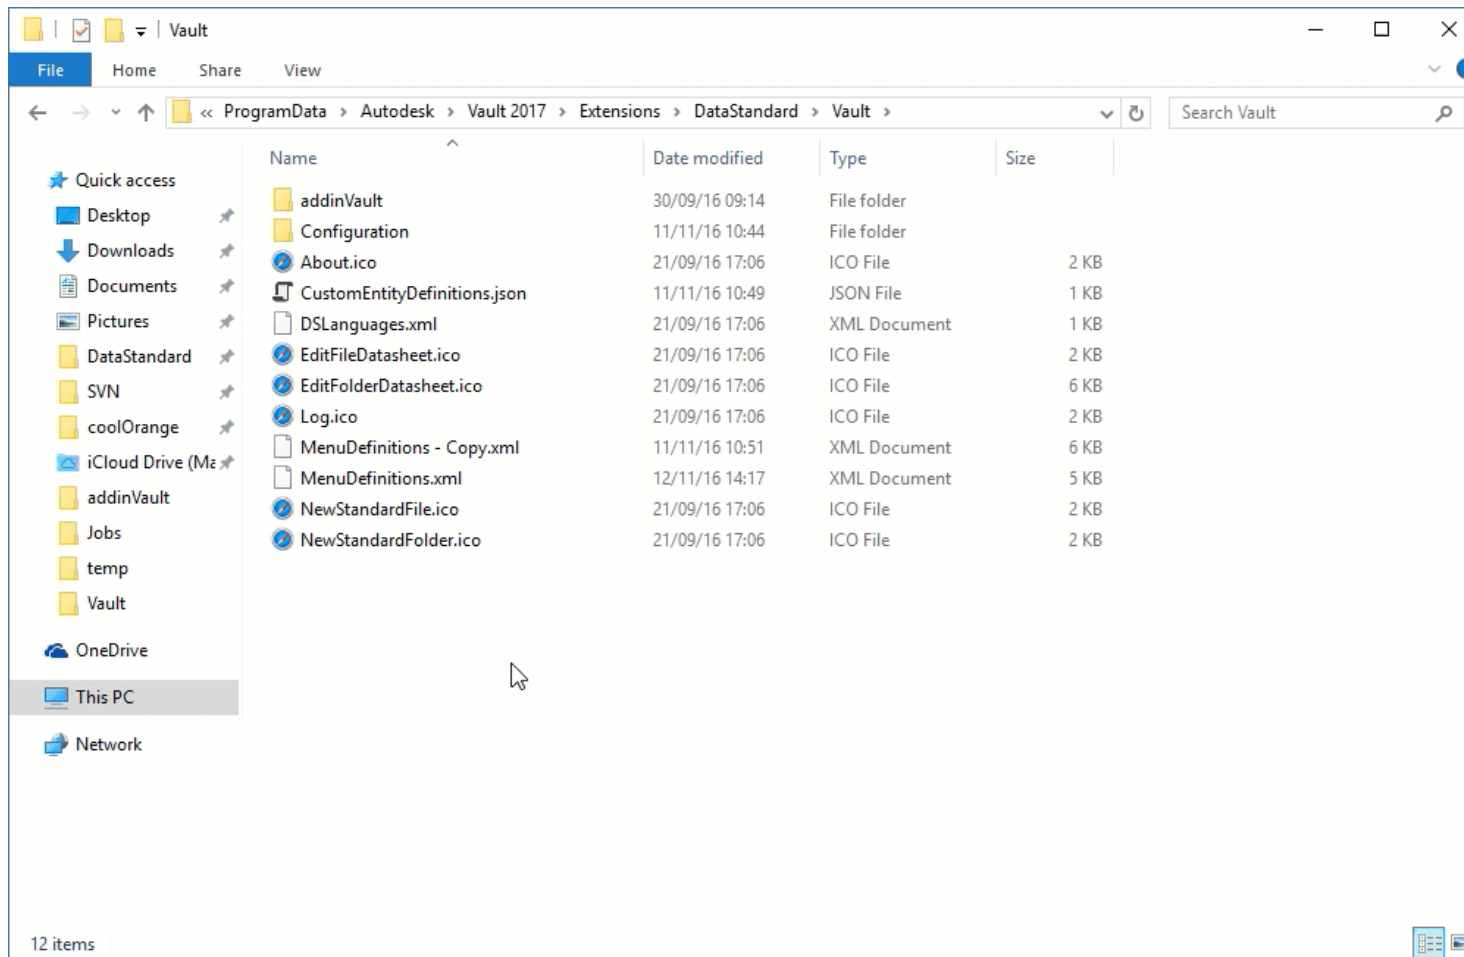 Vault
File Home Share View
« ProgramData > Autodesk > Vault 2017 > Extensions > DataStandard > Vault > Search Vault
Name Date modified Type Size
Quick access
Desktop
Downloads
Documents
Pictures
DataStandard
SVN
coolOrange
iCloud Drive (Ma
addinVault
Jobs
temp
Vault
OneDrive
This PC
Network
addinVault 30/09/16 09:14 File folder
Configuration 11/11/16 10:44 File folder
About.ico 21/09/16 17:06 ICO File 2 KB
CustomEntityDefinitions.json 11/11/16 10:49 JSON File 1 KB
DSLanguages.xml 21/09/16 17:06 XML Document 1 KB
EditFileDatasheet.ico 21/09/16 17:06 ICO File 2 KB
EditFolderDatasheet.ico 21/09/16 17:06 ICO File 6 KB
Log.ico 21/09/16 17:06 ICO File 2 KB
MenuDefinitions - Copy.xml 11/11/16 10:51 XML Document 6 KB
MenuDefinitions.xml 12/11/16 14:17 XML Document 5 KB
NewStandardFile.ico 21/09/16 17:06 ICO File 2 KB
NewStandardFolder.ico 21/09/16 17:06 ICO File 2 KB
12 items